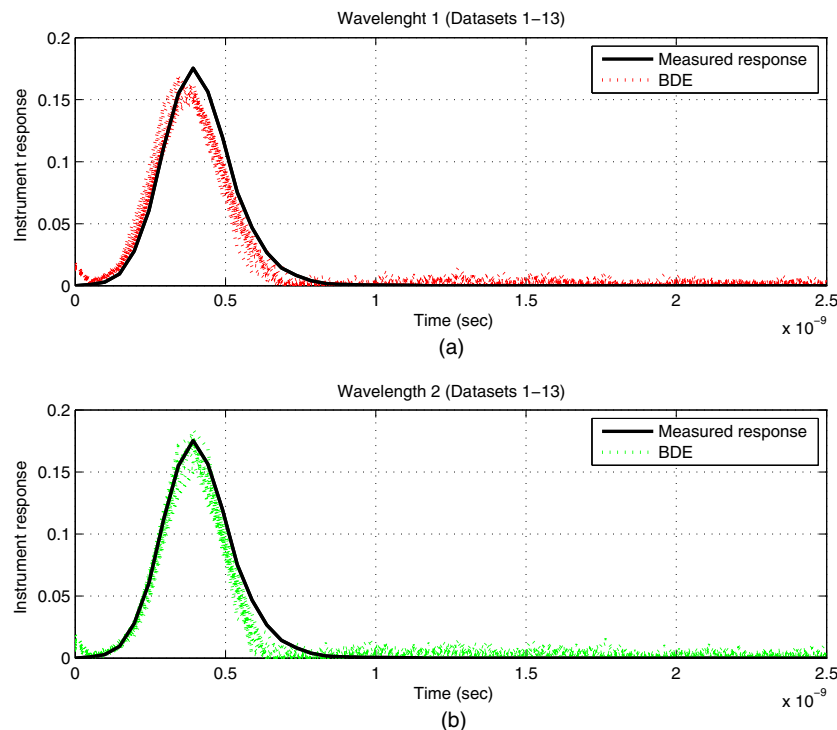 Wavelenght 1 (Datasets 1−13)
0.2
0.15
0.1
0.05
0
Instrument response
Measured response
BDE
0
0.5
1
1.5
2
2.5
Time (sec)
x 10⁻⁹
(a)
Wavelength 2 (Datasets 1−13)
0.2
0.15
0.1
0.05
0
Instrument response
Measured response
BDE
0
0.5
1
1.5
2
2.5
Time (sec)
x 10⁻⁹
(b)